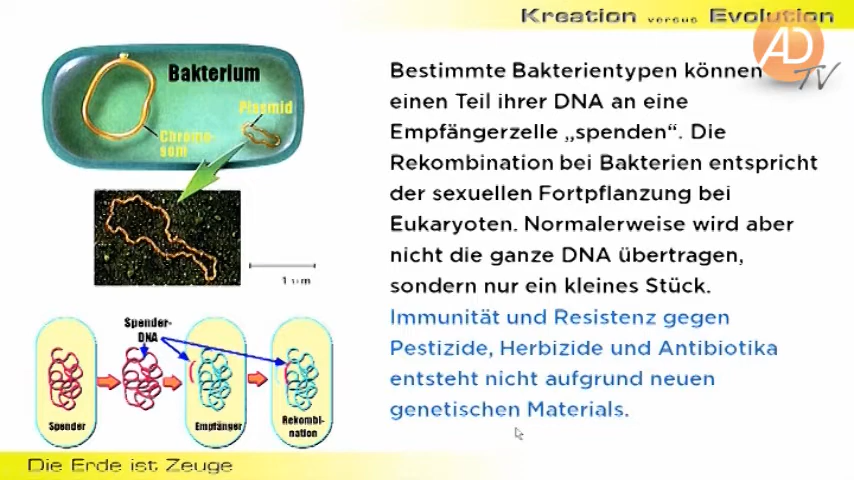 Kreation versus Evolution
AD
TV
Bakterium
Plasmid
Chromo-
som
1 µm
Spender-
DNA
Spender
Empfänger
Rekombi-
nation
Bestimmte Bakterientypen können
einen Teil ihrer DNA an eine
Empfängerzelle „spenden“. Die
Rekombination bei Bakterien entspricht
der sexuellen Fortpflanzung bei
Eukaryoten. Normalerweise wird aber
nicht die ganze DNA übertragen,
sondern nur ein kleines Stück.
Immunität und Resistenz gegen
Pestizide, Herbizide und Antibiotika
entsteht nicht aufgrund neuen
genetischen Materials.
Die Erde ist Zeuge